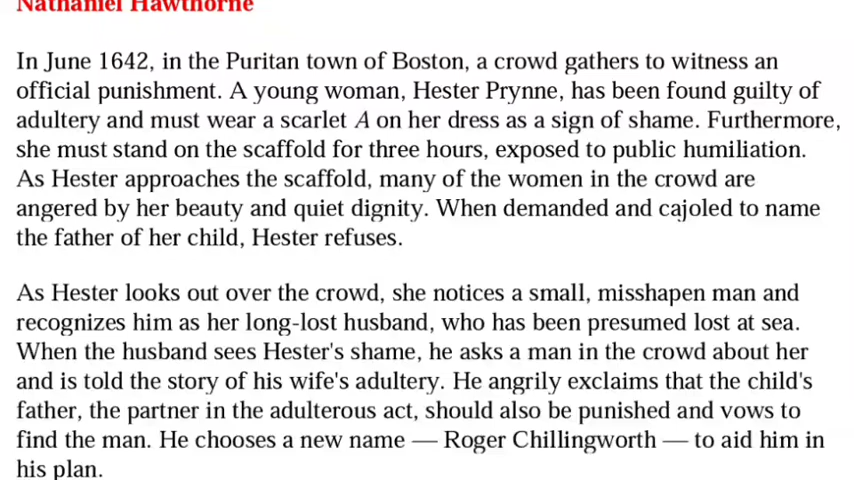 Nathaniel Hawthorne
In June 1642, in the Puritan town of Boston, a crowd gathers to witness an
official punishment. A young woman, Hester Prynne, has been found guilty of
adultery and must wear a scarlet A on her dress as a sign of shame. Furthermore,
she must stand on the scaffold for three hours, exposed to public humiliation.
As Hester approaches the scaffold, many of the women in the crowd are
angered by her beauty and quiet dignity. When demanded and cajoled to name
the father of her child, Hester refuses.
As Hester looks out over the crowd, she notices a small, misshapen man and
recognizes him as her long-lost husband, who has been presumed lost at sea.
When the husband sees Hester's shame, he asks a man in the crowd about her
and is told the story of his wife's adultery. He angrily exclaims that the child's
father, the partner in the adulterous act, should also be punished and vows to
find the man. He chooses a new name — Roger Chillingworth — to aid him in
his plan.